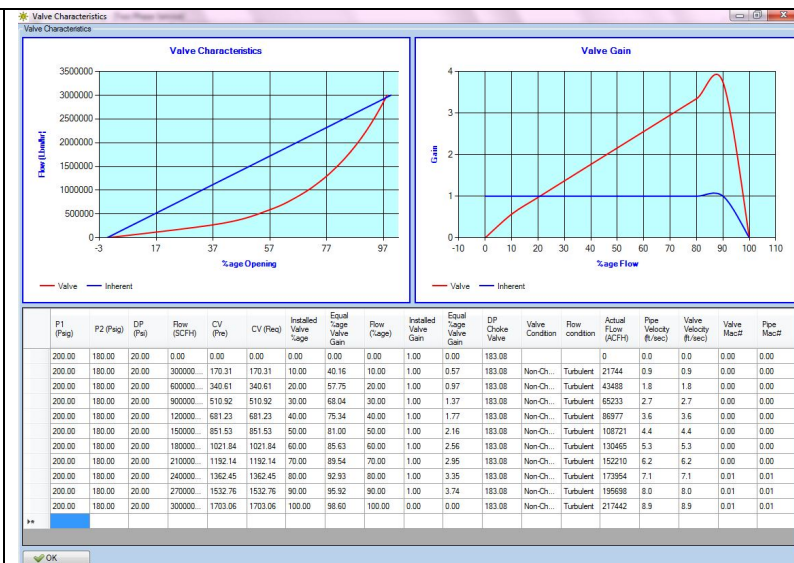 Valve Characteristics
Valve Characteristics
Valve Characteristics
3500000
3000000
2500000
2000000
1500000
1000000
500000
0
-3 17 37 57 77 97
Flow (Lbm/hr)
%age Opening
Valve Inherent
Valve Gain
4
3
2
1
0
-10 0 10 20 30 40 50 60 70 80 90 100 110
Gain
%age Flow
Valve Inherent
P1 (Psig) P2 (Psig) DP (Psi) Flow (SCFH) CV (Pre) CV (Req) Installed Valve %age Equal %age Valve Gain Flow (%age) Installed Valve Gain Equal %age Valve Gain DP Choke Valve Valve Condition Flow condition Actual FLow (ACFH) Pipe Velocity (ft/sec) Valve Velocity (ft/sec) Valve Mac# Pipe Mac#
200.00 180.00 20.00 0.00 0.00 0.00 0.00 0.00 0.00 1.00 0.00 183.08 0 0.0 0.0 0.00 0.00
200.00 180.00 20.00 300000... 170.31 170.31 10.00 40.16 10.00 1.00 0.57 183.08 Non-Ch... Turbulent 21744 0.9 0.9 0.00 0.00
200.00 180.00 20.00 600000... 340.61 340.61 20.00 57.75 20.00 1.00 0.97 183.08 Non-Ch... Turbulent 43488 1.8 1.8 0.00 0.00
200.00 180.00 20.00 900000... 510.92 510.92 30.00 68.04 30.00 1.00 1.37 183.08 Non-Ch... Turbulent 65233 2.7 2.7 0.00 0.00
200.00 180.00 20.00 120000... 681.23 681.23 40.00 75.34 40.00 1.00 1.77 183.08 Non-Ch... Turbulent 86977 3.6 3.6 0.00 0.00
200.00 180.00 20.00 150000... 851.53 851.53 50.00 81.00 50.00 1.00 2.16 183.08 Non-Ch... Turbulent 108721 4.4 4.4 0.00 0.00
200.00 180.00 20.00 180000... 1021.84 1021.84 60.00 85.63 60.00 1.00 2.56 183.08 Non-Ch... Turbulent 130465 5.3 5.3 0.00 0.00
200.00 180.00 20.00 210000... 1192.14 1192.14 70.00 89.54 70.00 1.00 2.95 183.08 Non-Ch... Turbulent 152210 6.2 6.2 0.00 0.00
200.00 180.00 20.00 240000... 1362.45 1362.45 80.00 92.93 80.00 1.00 3.35 183.08 Non-Ch... Turbulent 173954 7.1 7.1 0.01 0.01
200.00 180.00 20.00 270000... 1532.76 1532.76 90.00 95.92 90.00 1.00 3.74 183.08 Non-Ch... Turbulent 195698 8.0 8.0 0.01 0.01
200.00 180.00 20.00 300000... 1703.06 1703.06 100.00 98.60 100.00 0.00 0.00 183.08 Non-Ch... Turbulent 217442 8.9 8.9 0.01 0.01
OK